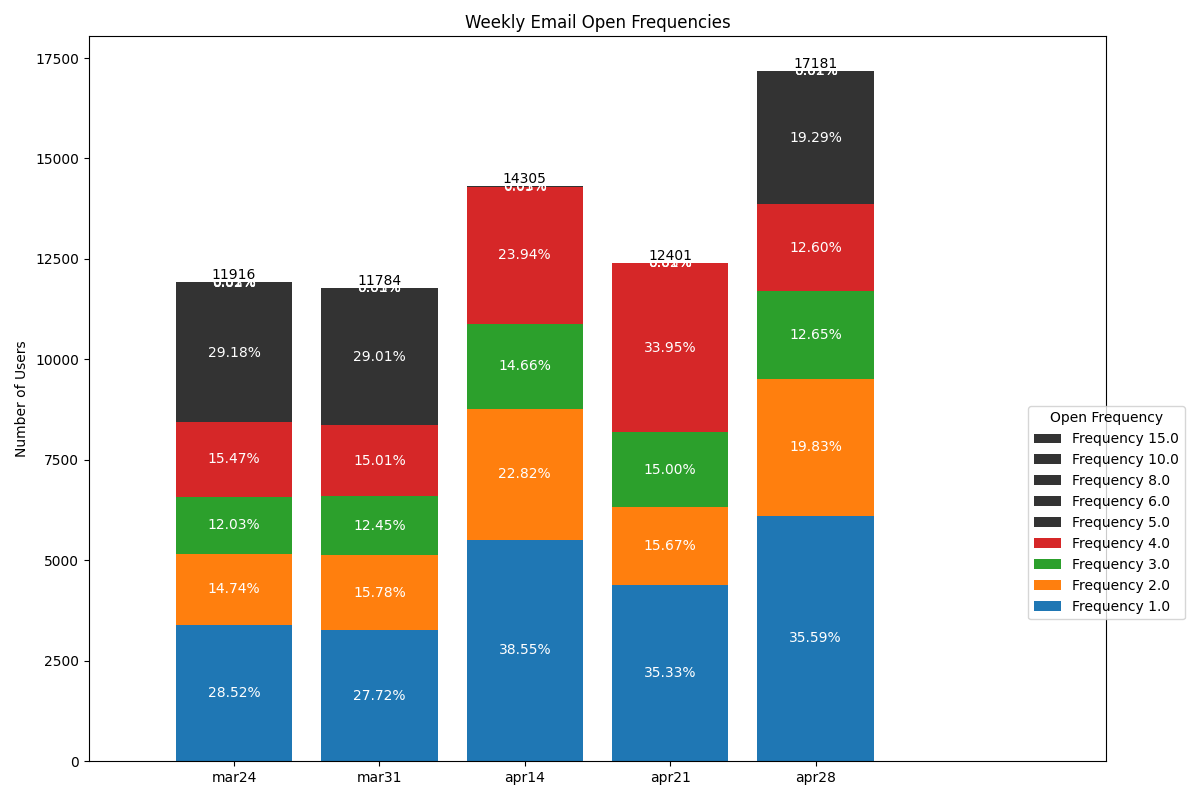 Weekly Email Open Frequencies
Number of Users
17500
15000
12500
10000
7500
5000
2500
0
11916
29.18%
15.47%
12.03%
14.74%
28.52%
11784
29.01%
15.01%
12.45%
15.78%
27.72%
14305
23.94%
14.66%
22.82%
38.55%
12401
33.95%
15.00%
15.67%
35.33%
17181
19.29%
12.60%
12.65%
19.83%
35.59%
mar24
mar31
apr14
apr21
apr28
Open Frequency
Frequency 15.0
Frequency 10.0
Frequency 8.0
Frequency 6.0
Frequency 5.0
Frequency 4.0
Frequency 3.0
Frequency 2.0
Frequency 1.0